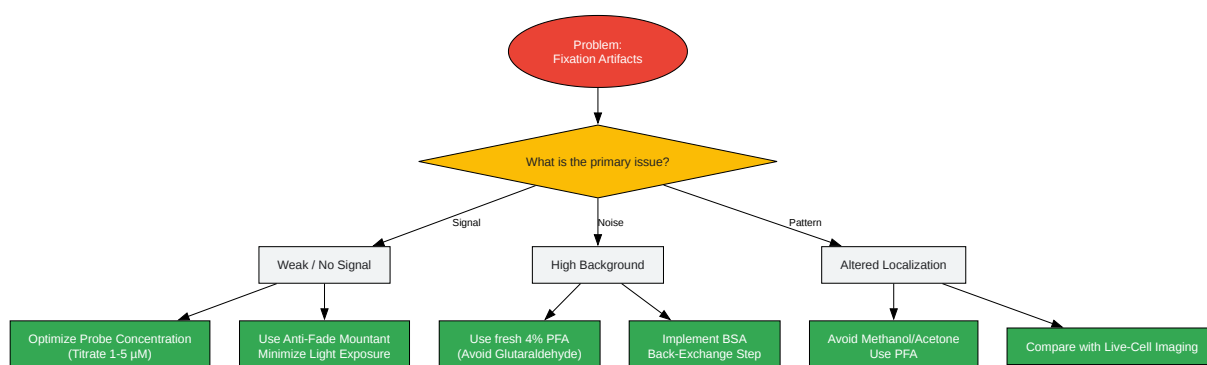 Problem:
Fixation Artifacts
What is the primary issue?
Signal
Noise
Pattern
Weak / No Signal
High Background
Altered Localization
Optimize Probe Concentration
(Titrate 1-5 µM)
Use Anti-Fade Mountant
Minimize Light Exposure
Use fresh 4% PFA
(Avoid Glutaraldehyde)
Implement BSA
Back-Exchange Step
Avoid Methanol/Acetone
Use PFA
Compare with Live-Cell Imaging